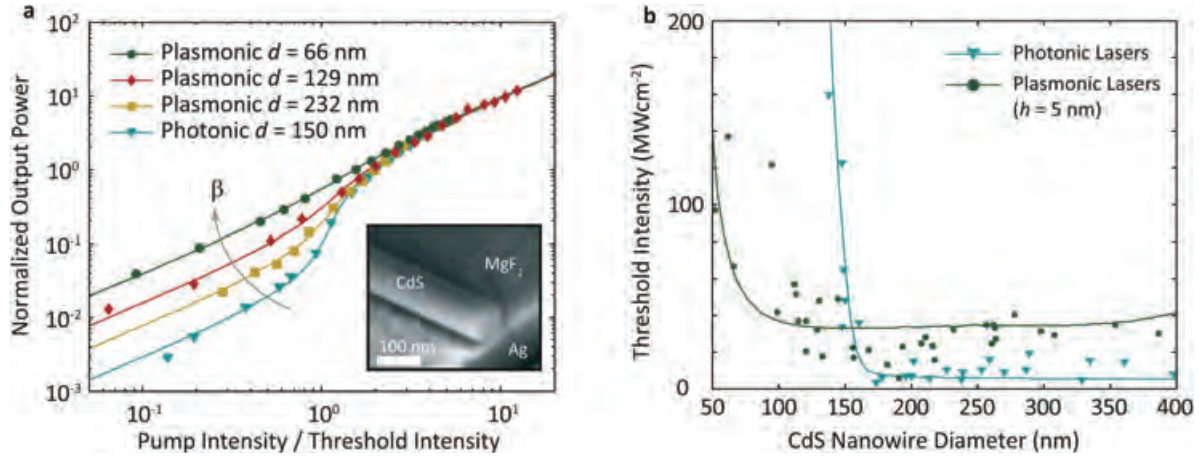 a
10²
10¹
10⁰
10⁻¹
10⁻²
10⁻³
Normalized Output Power
Plasmonic d = 66 nm
Plasmonic d = 129 nm
Plasmonic d = 232 nm
Photonic d = 150 nm
β
CdS
MgF₂
Ag
100 nm
10⁻¹
10⁰
10¹
Pump Intensity / Threshold Intensity
b
200
100
0
Threshold Intensity (MWcm⁻²)
Photonic Lasers
Plasmonic Lasers
(h = 5 nm)
50 100 150 200 250 300 350 400
CdS Nanowire Diameter (nm)